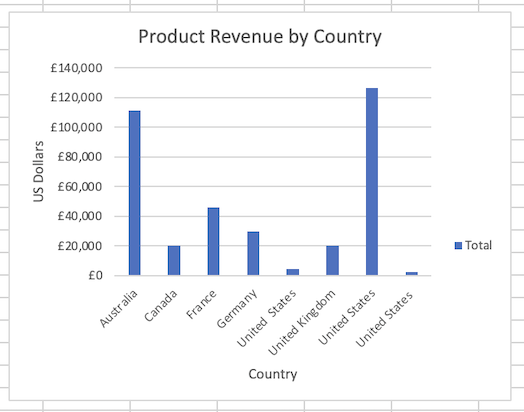 Product Revenue by Country
£140,000
£120,000
£100,000
£80,000
£60,000
£40,000
£20,000
£0
US Dollars
Australia
Canada
France
Germany
United  States
United Kingdom
United States
United States
Country
Total